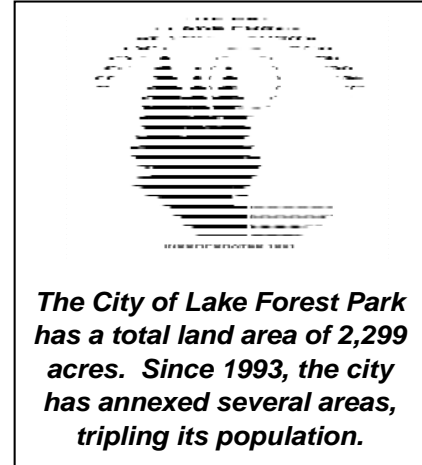 The City of Lake Forest Park
has a total land area of 2,299
acres. Since 1993, the city
has annexed several areas,
tripling its population.